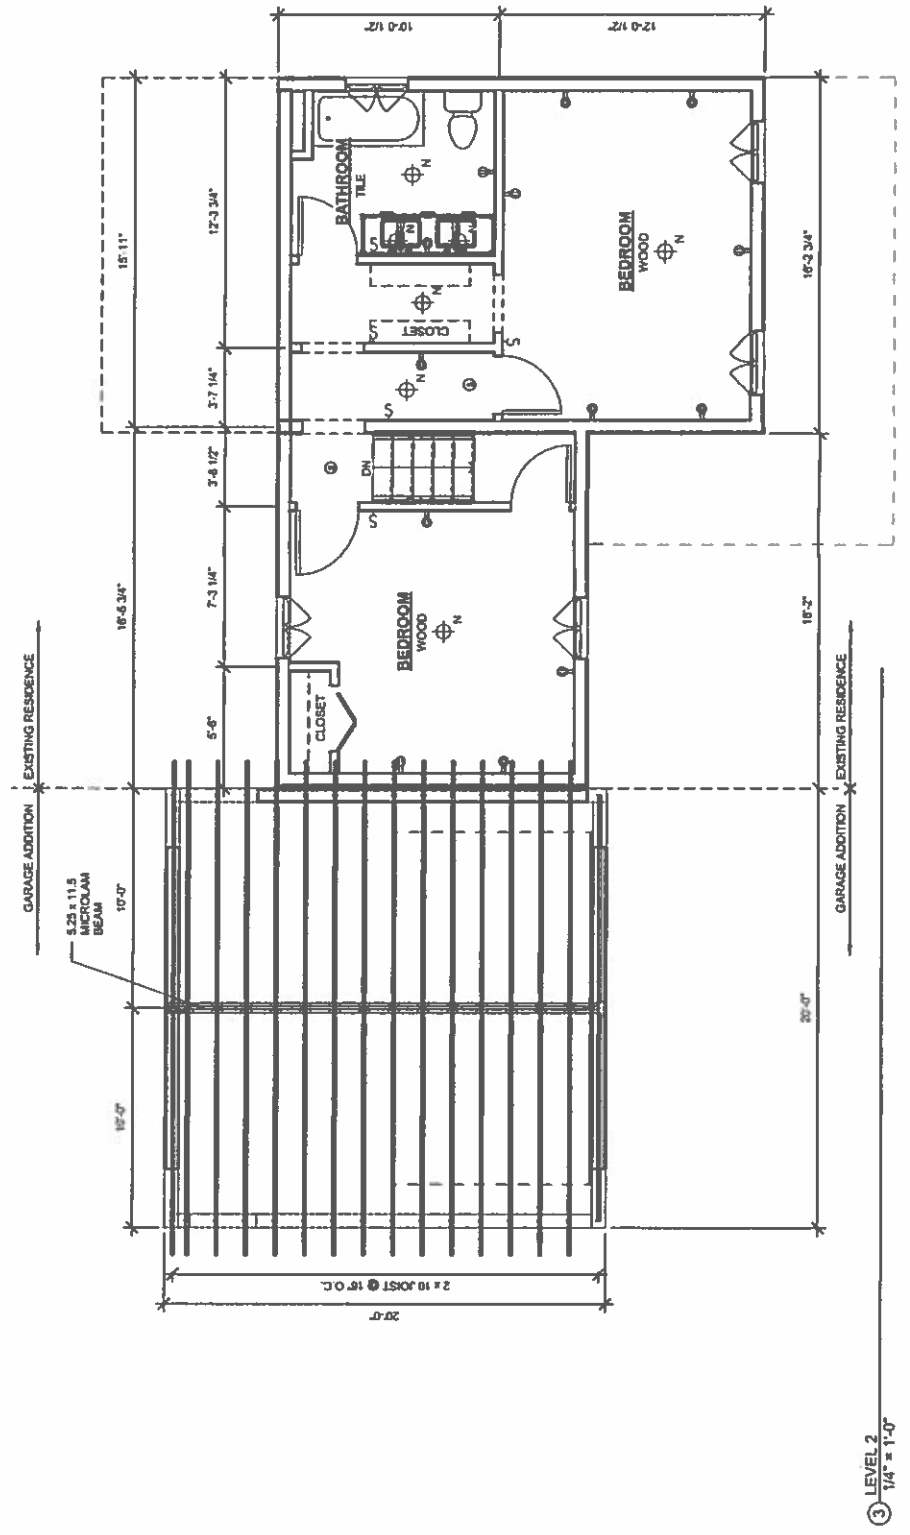 10'-0 1/2"
12'-0 1/2"
15'-11"
12'-3 3/4"
BATHROOM
TILE
N
S
N
N
BEDROOM
WOOD
N
16'-2 3/4"
N
CLOSET
S
S
3'-7 1/4"
N
S
3'-6 1/2"
DN
S
16'-5 3/4"
7'-3 1/4"
BEDROOM
WOOD
N
16'-2"
5'-6"
CLOSET
GARAGE ADDITION
EXISTING RESIDENCE
GARAGE ADDITION
EXISTING RESIDENCE
5.25 x 11.5
MICROLAM
BEAM
10'-0"
10'-0"
20'-0"
2 x 10 JOIST @ 16" O.C.
20'-0"
3
LEVEL 2
1/4" = 1'-0"